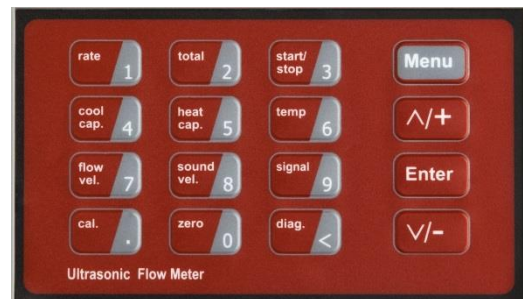 rate 1 total 2 start/ stop 3 Menu
cool cap. 4 heat cap. 5 temp 6 ∧/+
flow vel. 7 sound vel. 8 signal 9 Enter
cal. . zero 0 diag. < ∨/-
Ultrasonic Flow Meter